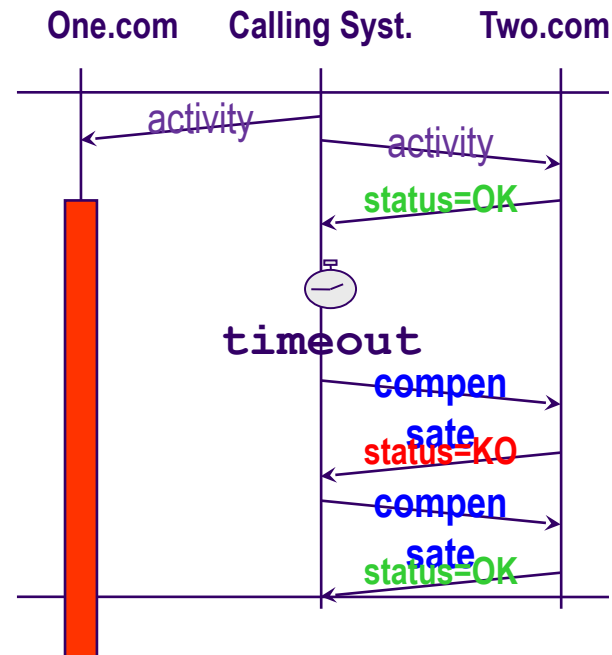 One.com Calling Syst. Two.com
activity
activity
status=OK
timeout
compen
sate
status=KO
compen
sate
status=OK